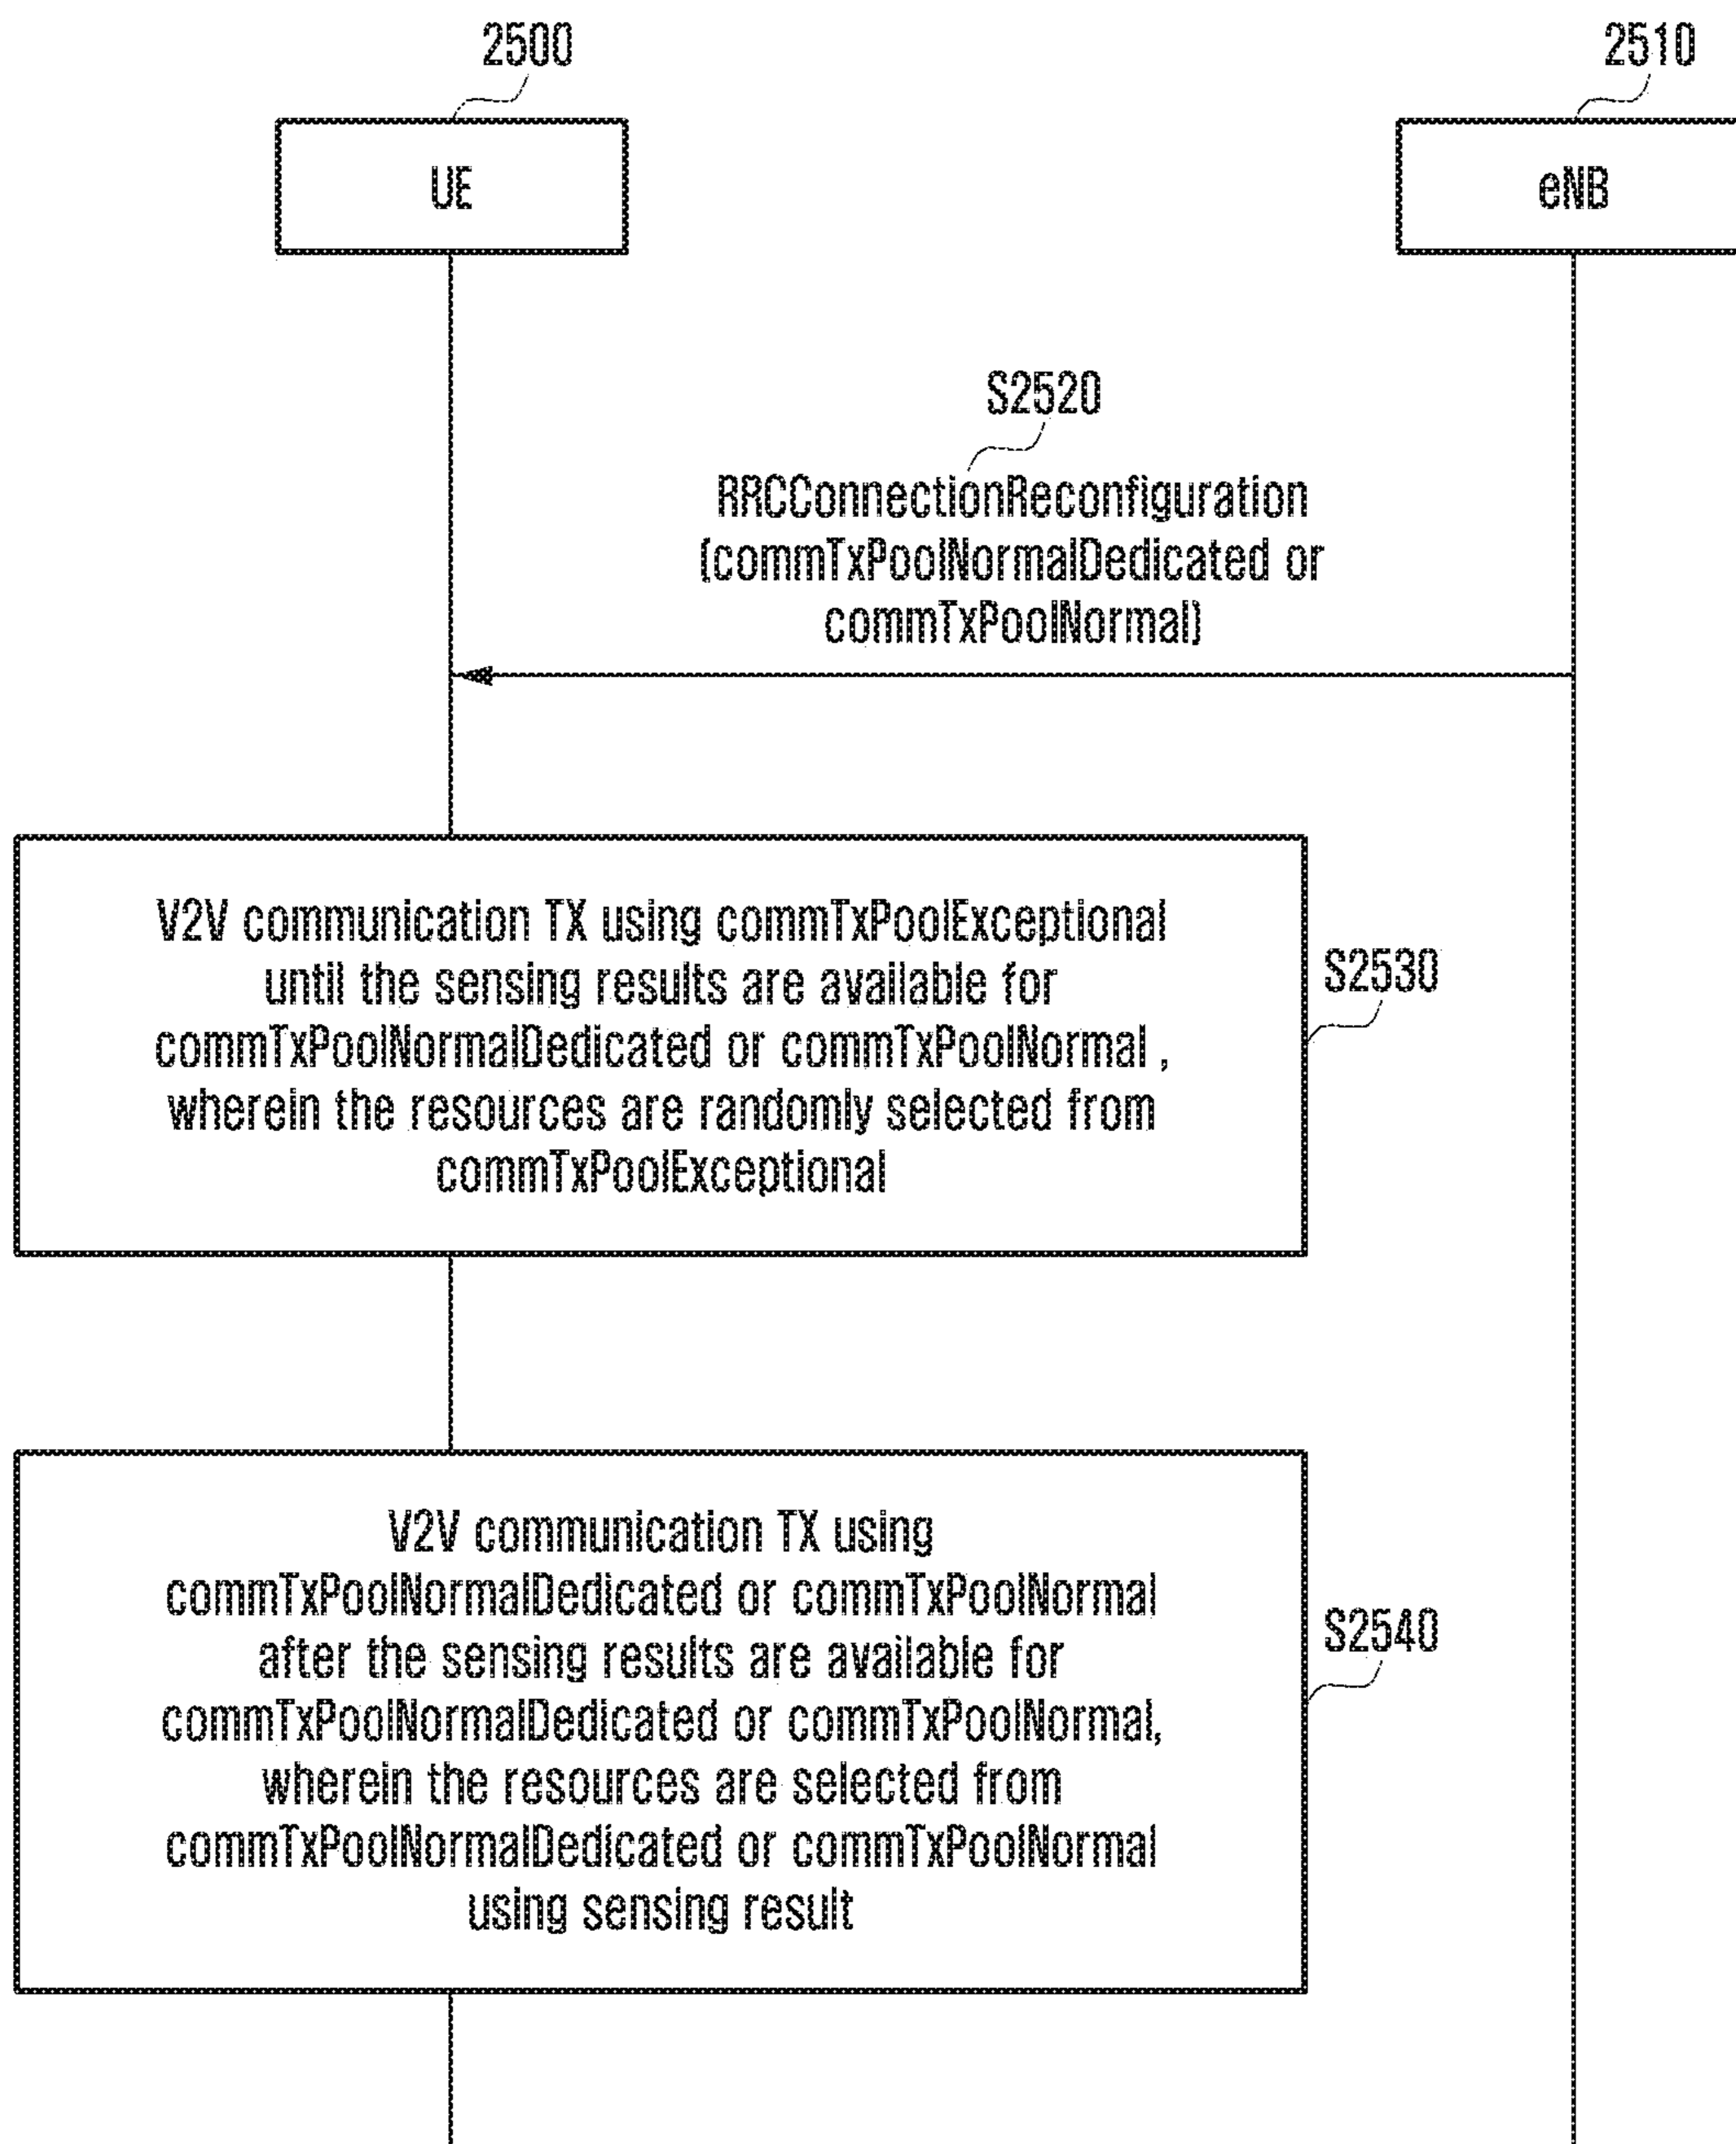 2500
2510
UE
eNB
S2520
RRCConnectionReconfiguration
(commTxPoolNormalDedicated or
commTxPoolNormal)
V2V communication TX using commTxPoolExceptional
until the sensing results are available for
commTxPoolNormalDedicated or commTxPoolNormal ,
wherein the resources are randomly selected from
commTxPoolExceptional
S2530
V2V communication TX using
commTxPoolNormalDedicated or commTxPoolNormal
after the sensing results are available for
commTxPoolNormalDedicated or commTxPoolNormal,
wherein the resources are selected from
commTxPoolNormalDedicated or commTxPoolNormal
using sensing result
S2540